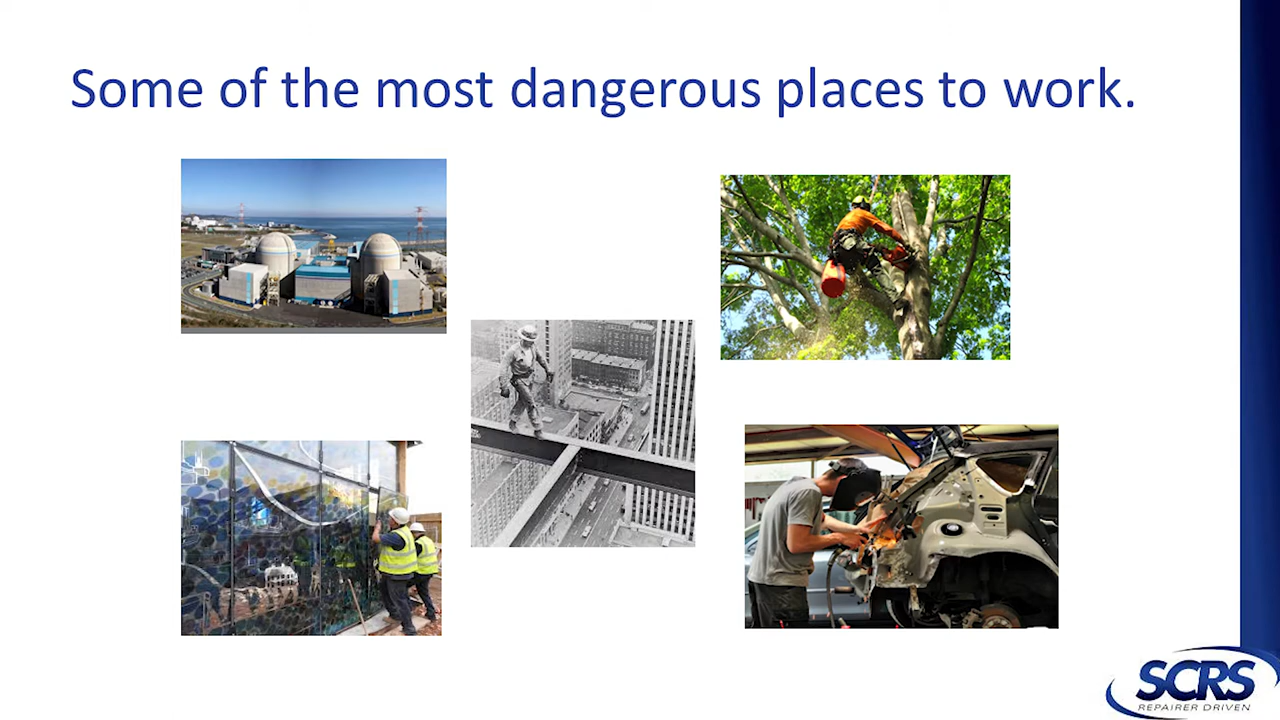 Some of the most dangerous places to work.
SCRS
REPAIRER DRIVEN